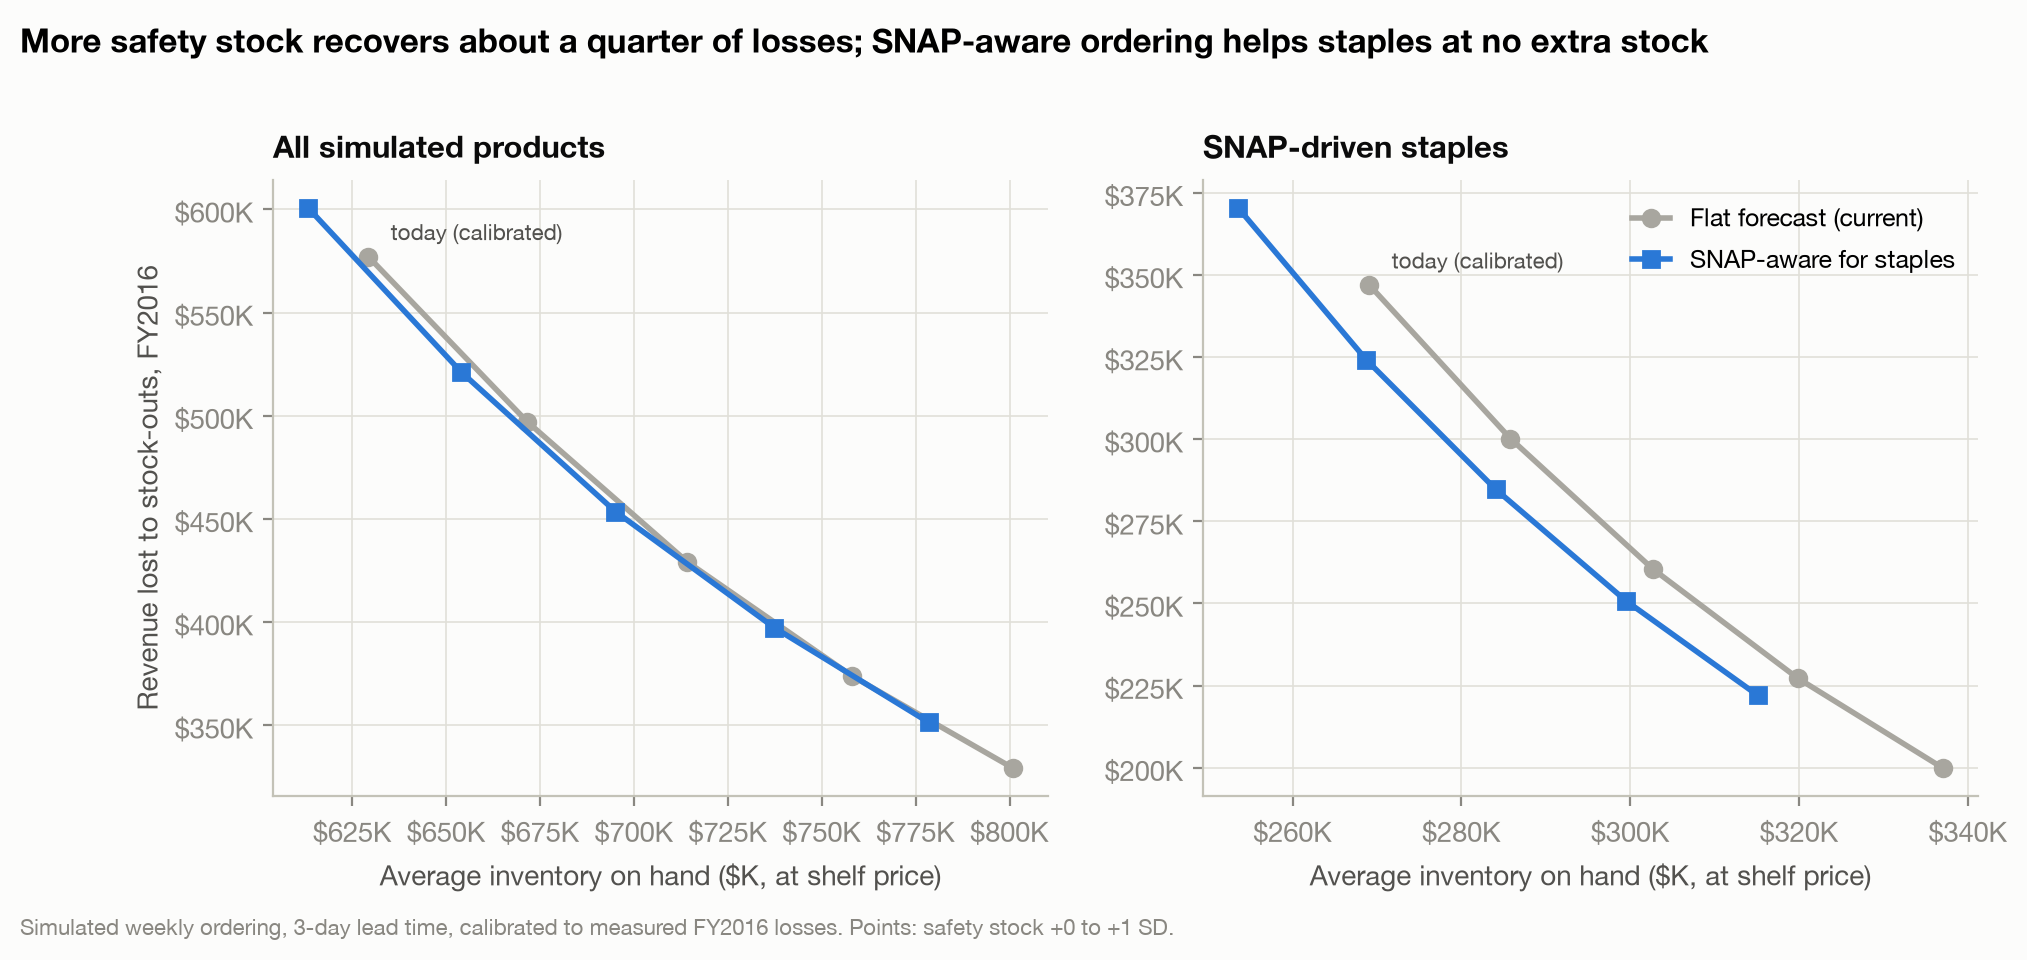 More safety stock recovers about a quarter of losses; SNAP-aware ordering helps staples at no extra stock
All simulated products
Revenue lost to stock-outs, FY2016
$600K
$550K
$500K
$450K
$400K
$350K
today (calibrated)
$625K $650K $675K $700K $725K $750K $775K $800K
Average inventory on hand ($K, at shelf price)
SNAP-driven staples
$375K
$350K
$325K
$300K
$275K
$250K
$225K
$200K
today (calibrated)
Flat forecast (current)
SNAP-aware for staples
$260K $280K $300K $320K $340K
Average inventory on hand ($K, at shelf price)
Simulated weekly ordering, 3-day lead time, calibrated to measured FY2016 losses. Points: safety stock +0 to +1 SD.